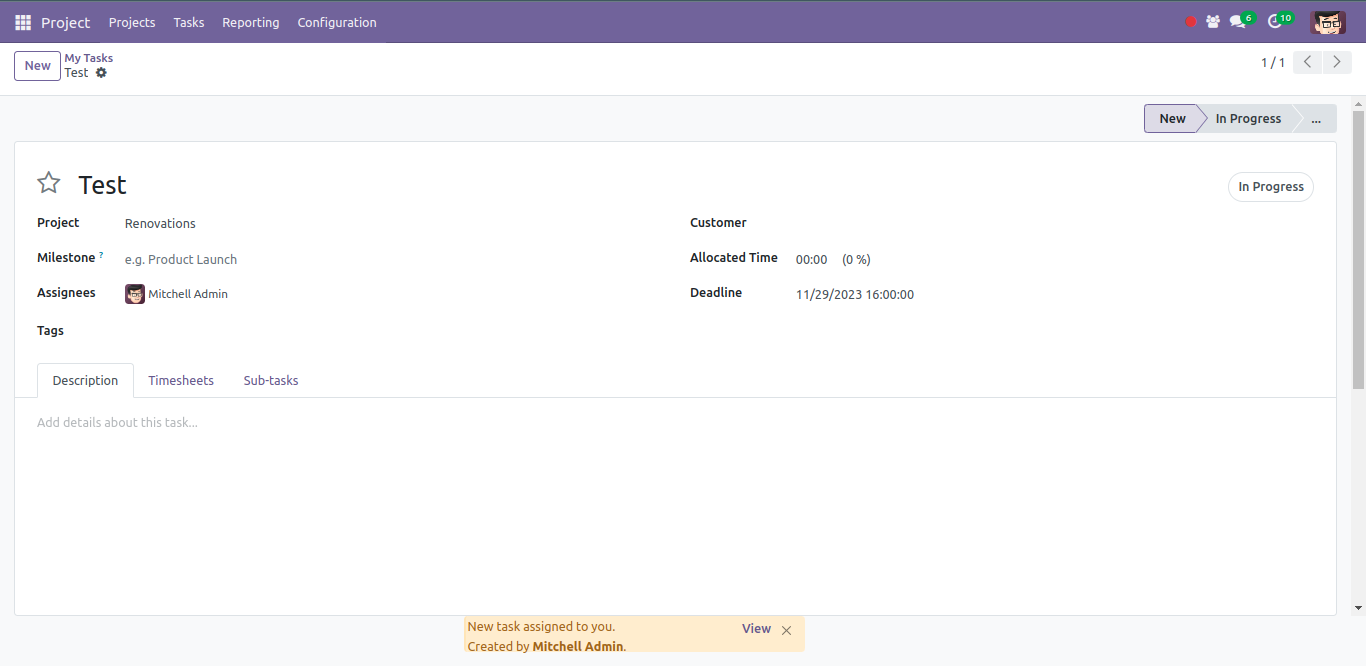 Project Projects Tasks Reporting Configuration 6 10
New My Tasks 1 / 1
Test
New In Progress ...
Test In Progress
Project Renovations Customer
Milestone ? e.g. Product Launch Allocated Time 00:00 (0 %)
Assignees Mitchell Admin Deadline 11/29/2023 16:00:00
Tags
Description Timesheets Sub-tasks
Add details about this task...
New task assigned to you. View
Created by Mitchell Admin.